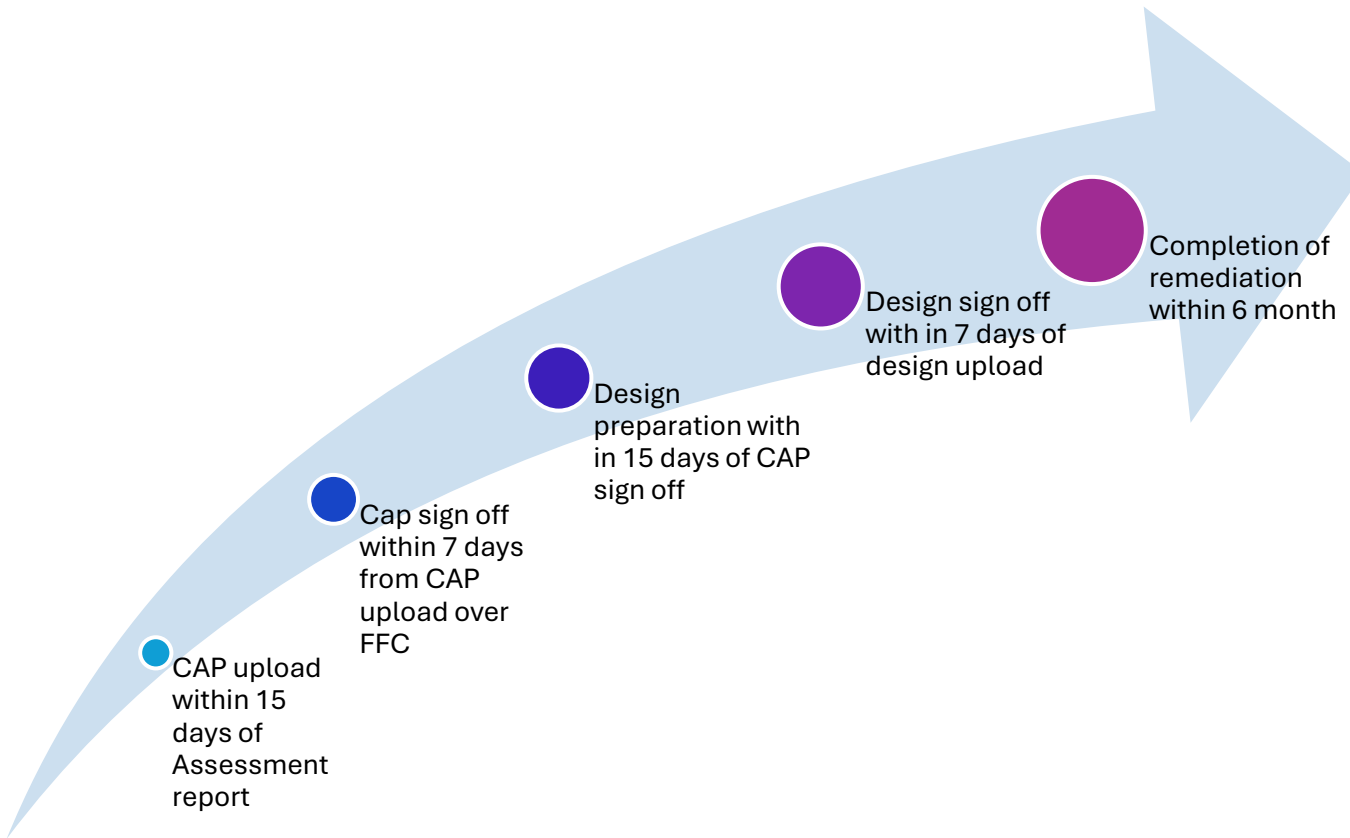 CAP upload
within 15
days of
Assessment
report
Cap sign off
within 7 days
from CAP
upload over
FFC
Design
preparation with
in 15 days of CAP
sign off
Design sign off
with in 7 days of
design upload
Completion of
remediation
within 6 month